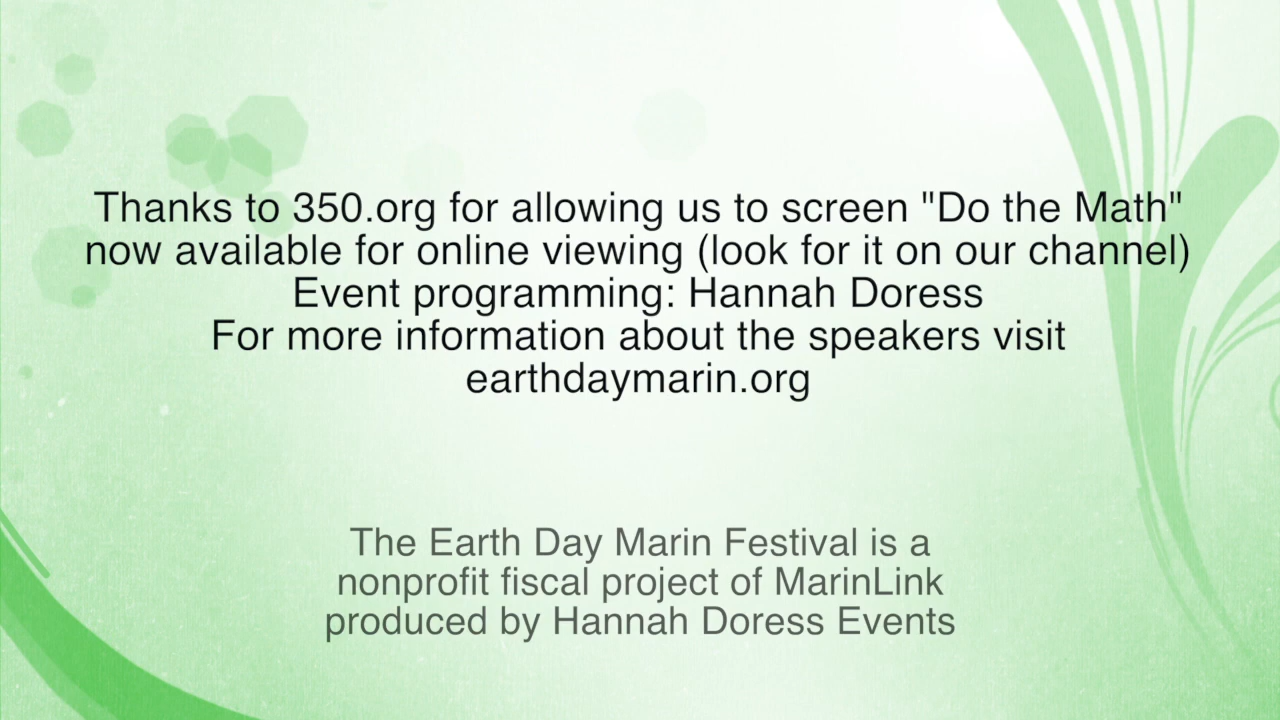 Thanks to 350.org for allowing us to screen "Do the Math"
now available for online viewing (look for it on our channel)
Event programming: Hannah Doress
For more information about the speakers visit
earthdaymarin.org
The Earth Day Marin Festival is a
nonprofit fiscal project of MarinLink
produced by Hannah Doress Events